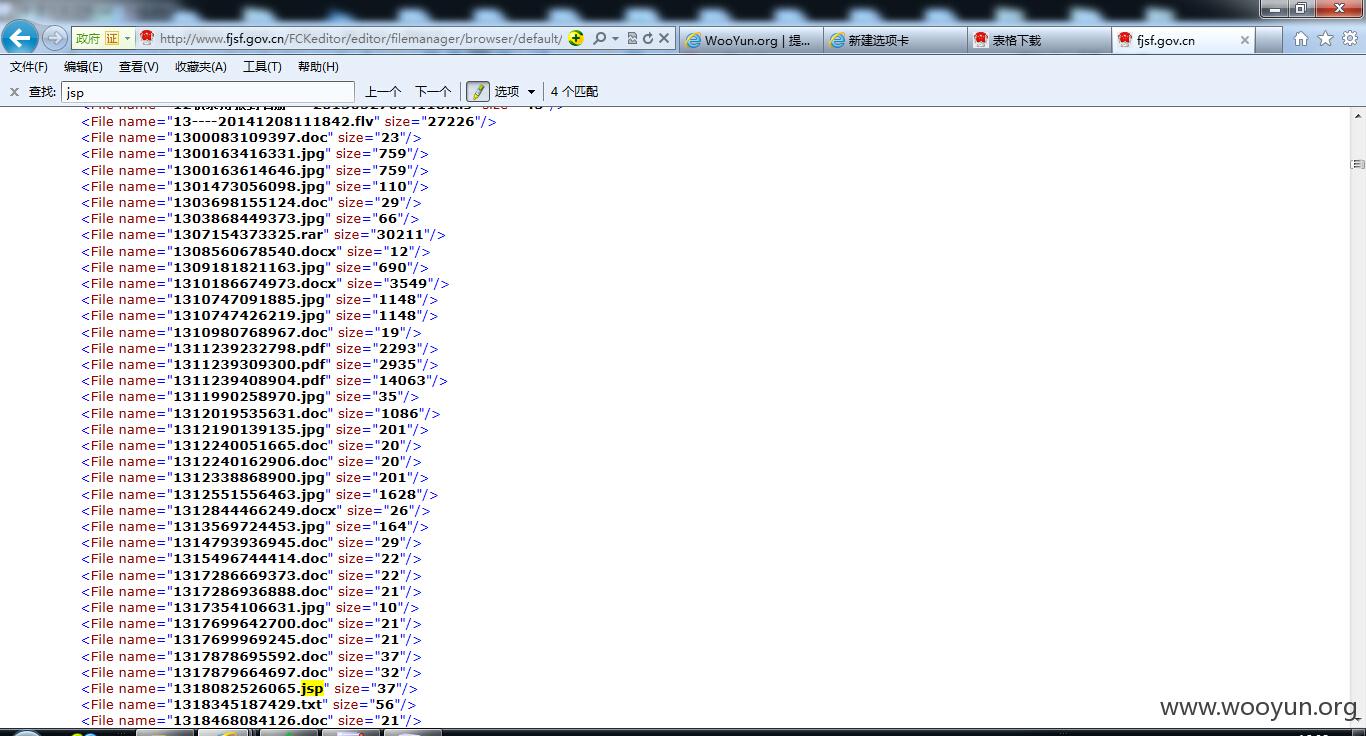 政府 证 http://www.fjsf.gov.cn/FCKeditor/editor/filemanager/browser/default/ WooYun.org | 提... 新建选项卡 表格下载 fjsf.gov.cn
文件(F) 编辑(E) 查看(V) 收藏夹(A) 工具(T) 帮助(H)
查找: jsp 上一个 下一个 选项 4 个匹配
<File name="13----20141208111842.flv" size="27226"/>
<File name="1300083109397.doc" size="23"/>
<File name="1300163416331.jpg" size="759"/>
<File name="1300163614646.jpg" size="759"/>
<File name="1301473056098.jpg" size="110"/>
<File name="1303698155124.doc" size="29"/>
<File name="1303868449373.jpg" size="66"/>
<File name="1307154373325.rar" size="30211"/>
<File name="1308560678540.docx" size="12"/>
<File name="1309181821163.jpg" size="690"/>
<File name="1310186674973.docx" size="3549"/>
<File name="1310747091885.jpg" size="1148"/>
<File name="1310747426219.jpg" size="1148"/>
<File name="1310980768967.doc" size="19"/>
<File name="1311239232798.pdf" size="2293"/>
<File name="1311239309300.pdf" size="2935"/>
<File name="1311239408904.pdf" size="14063"/>
<File name="1311990258970.jpg" size="35"/>
<File name="1312019535631.doc" size="1086"/>
<File name="1312190139135.jpg" size="201"/>
<File name="1312240051665.doc" size="20"/>
<File name="1312240162906.doc" size="20"/>
<File name="1312338868900.jpg" size="201"/>
<File name="1312551556463.jpg" size="1628"/>
<File name="1312844466249.docx" size="26"/>
<File name="1313569724453.jpg" size="164"/>
<File name="1314793936945.doc" size="29"/>
<File name="1315496744414.doc" size="22"/>
<File name="1317286669373.doc" size="22"/>
<File name="1317286936888.doc" size="21"/>
<File name="1317354106631.jpg" size="10"/>
<File name="1317699642700.doc" size="21"/>
<File name="1317699969245.doc" size="21"/>
<File name="1317878695592.doc" size="37"/>
<File name="1317879664697.doc" size="32"/>
<File name="1318082526065.jsp" size="37"/>
<File name="1318345187429.txt" size="56"/>
<File name="1318468084126.doc" size="21"/>
www.wooyun.org